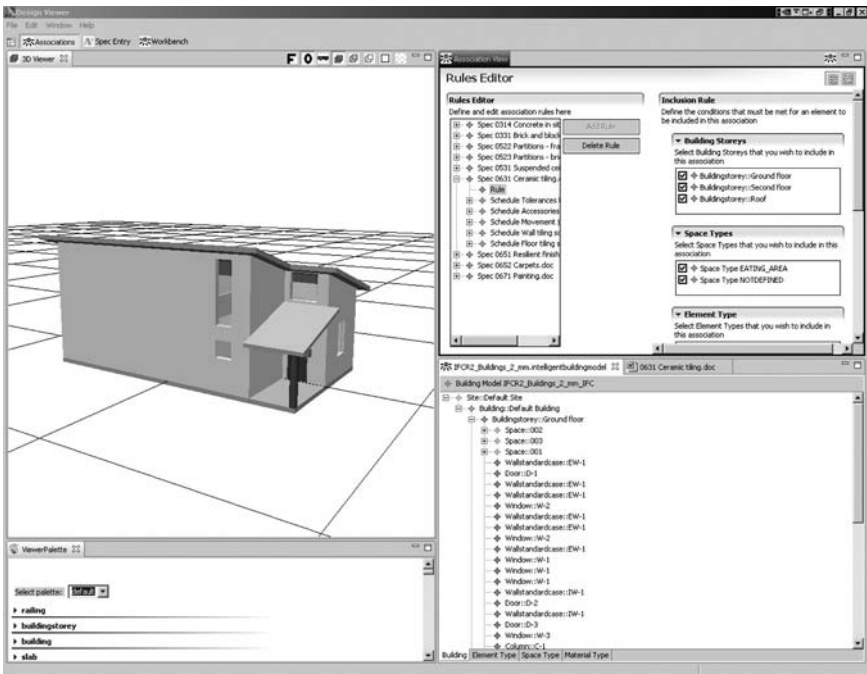 Design Viewer
File Edit Window Help
Associations Spec Entry Workbench
3D Viewer
F O
Association View
Rules Editor
Rules Editor
Define and edit association rules here
Spec 0314 Concrete in sit
Spec 0331 Brick and block
Spec 0522 Partitions - fra
Spec 0523 Partitions - bri
Spec 0531 Suspended cei
Spec 0631 Ceramic tiling.
Rule
Schedule Tolerances
Schedule Accessories
Schedule Movement
Schedule Wall tiling sc
Schedule Floor tiling s
Spec 0651 Resilient finish
Spec 0652 Carpets.doc
Spec 0671 Painting.doc
Add Rule
Delete Rule
Inclusion Rule
Define the conditions that must be met for an element to
be included in this association
Building Storeys
Select Building Storeys that you wish to include in
this association
Buildingstorey::Ground floor
Buildingstorey::Second floor
Buildingstorey::Roof
Space Types
Select Space Types that you wish to include in this
association
Space Type EATING_AREA
Space Type NOTDEFINED
Element Type
Select Element Types that you wish to include in
this association
IFCR2_Buildings_2_mm.intelligentbuildingmodel 0631 Ceramic tiling.doc
Building Model IFCR2_Buildings_2_mm_IFC
Site::Default Site
Building::Default Building
Buildingstorey::Ground floor
Space::002
Space::003
Space::001
Wallstandardcase::EW-1
Door::D-1
Wallstandardcase::EW-1
Wallstandardcase::EW-1
Window::W-2
Wallstandardcase::EW-1
Wallstandardcase::EW-1
Window::W-2
Wallstandardcase::EW-1
Window::W-1
Window::W-1
Window::W-1
Wallstandardcase::IW-1
Door::D-2
Wallstandardcase::IW-1
Door::D-3
Window::W-3
Column::C-1
Building Element Type Space Type Material Type
ViewerPalette
Select palette: default
railing
buildingstorey
building
slab